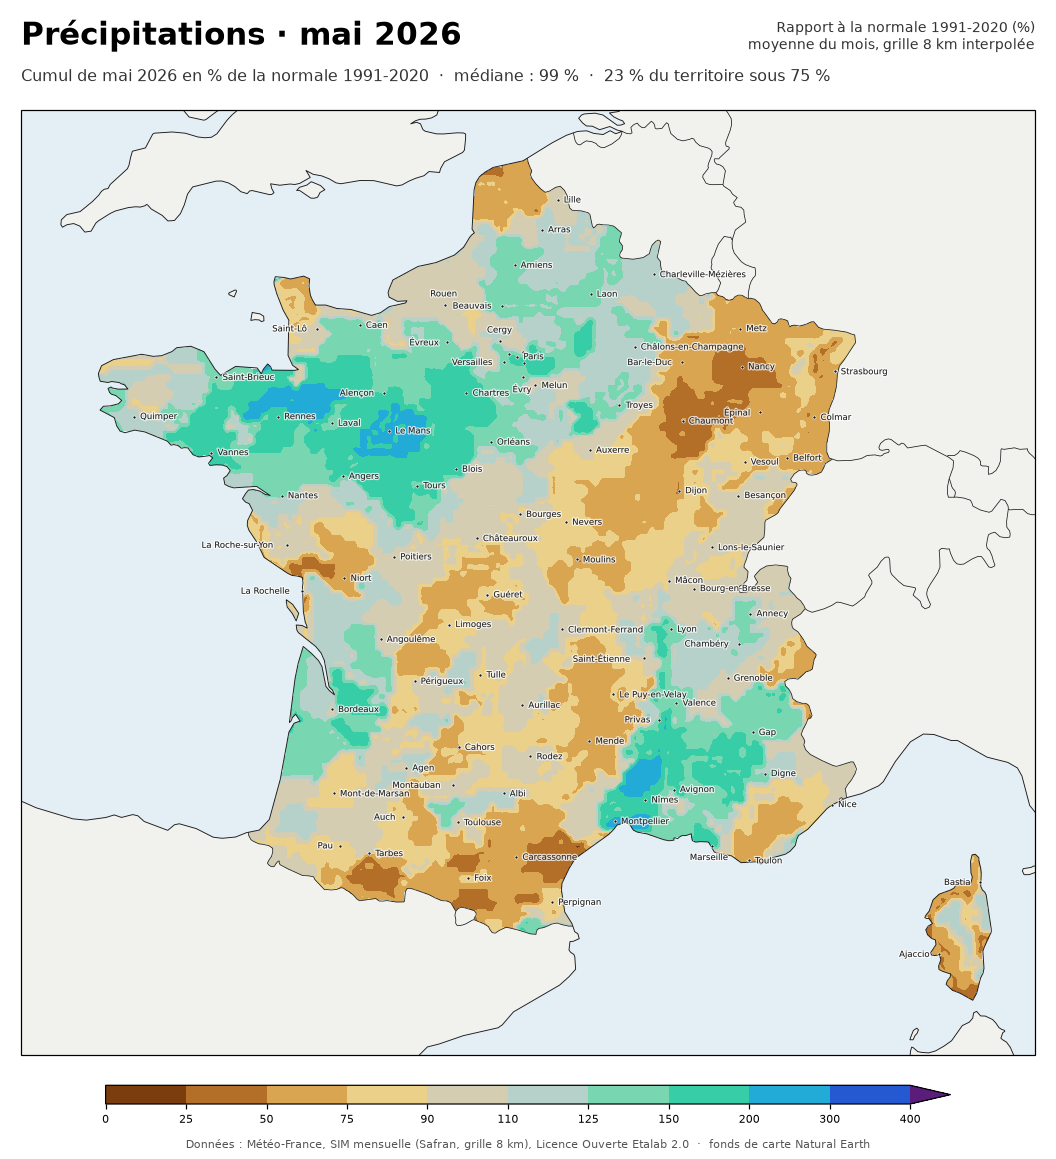 Précipitations · mai 2026
Rapport à la normale 1991-2020 (%)
moyenne du mois, grille 8 km interpolée
Cumul de mai 2026 en % de la normale 1991-2020 · médiane : 99 % · 23 % du territoire sous 75 %
Lille
Arras
Amiens
Charleville-Mézières
Rouen
Laon
Beauvais
Saint-Lô
Caen
Cergy
Metz
Évreux
Châlons-en-Champagne
Versailles
Paris
Bar-le-Duc
Nancy
Strasbourg
Saint-Brieuc
Alençon
Chartres
Évry
Melun
Quimper
Rennes
Laval
Le Mans
Troyes
Épinal
Chaumont
Colmar
Orléans
Vannes
Auxerre
Belfort
Vesoul
Blois
Angers
Tours
Nantes
Dijon
Besançon
Bourges
Nevers
La Roche-sur-Yon
Châteauroux
Lons-le-Saunier
Poitiers
Moulins
Niort
Mâcon
La Rochelle
Guéret
Bourg-en-Bresse
Annecy
Limoges
Clermont-Ferrand
Lyon
Angoulême
Chambéry
Saint-Étienne
Périgueux
Tulle
Grenoble
Bordeaux
Aurillac
Le Puy-en-Velay
Valence
Privas
Gap
Cahors
Mende
Rodez
Agen
Digne
Montauban
Mont-de-Marsan
Albi
Avignon
Nîmes
Nice
Auch
Toulouse
Montpellier
Pau
Tarbes
Carcassonne
Marseille
Toulon
Foix
Bastia
Perpignan
Ajaccio
0 25 50 75 90 110 125 150 200 300 400
Données : Météo-France, SIM mensuelle (Safran, grille 8 km), Licence Ouverte Etalab 2.0 · fonds de carte Natural Earth